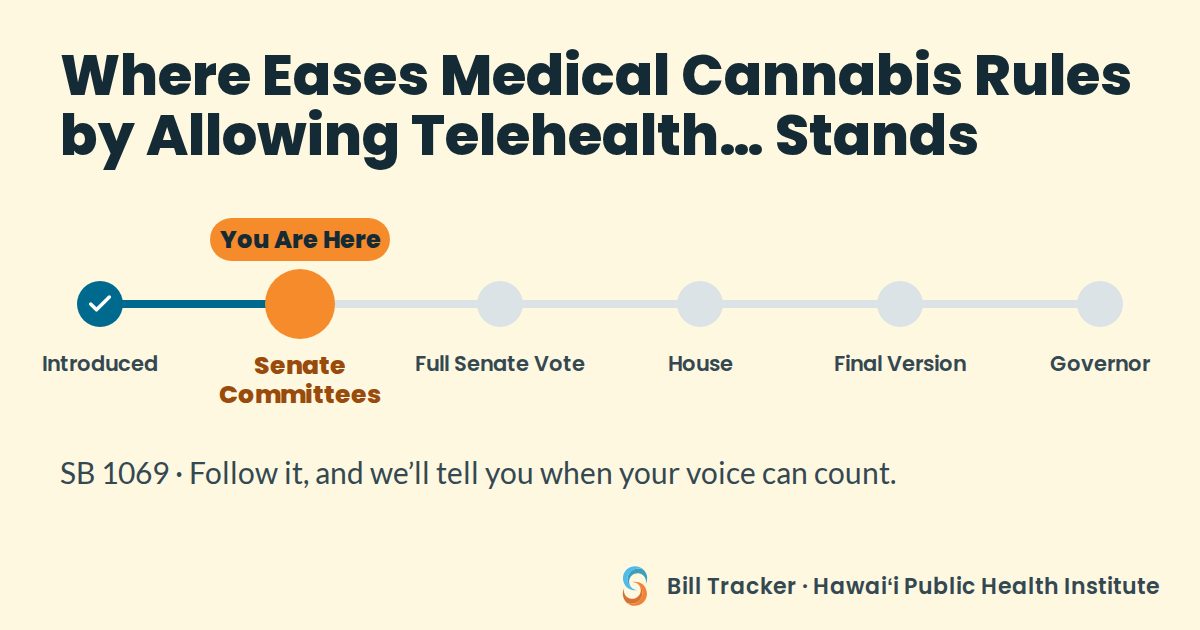 Where Eases Medical Cannabis Rules
by Allowing Telehealth… Stands
You Are Here
Introduced
Senate
Committees
Full Senate Vote
House
Final Version
Governor
SB 1069 · Follow it, and we’ll tell you when your voice can count.
Bill Tracker · Hawaiʻi Public Health Institute